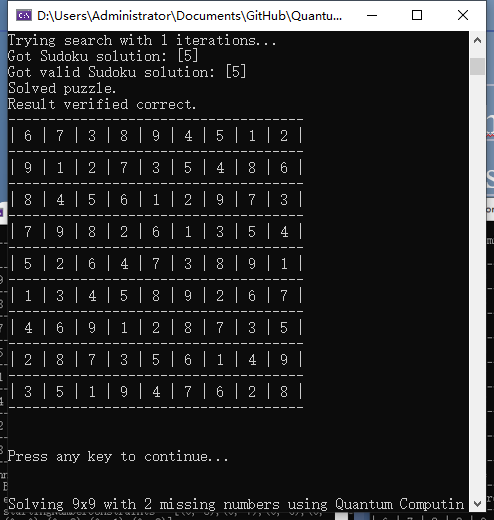 D:\Users\Administrator\Documents\GitHub\Quantu...
Trying search with 1 iterations...
Got Sudoku solution: [5]
Got valid Sudoku solution: [5]
Solved puzzle.
Result verified correct.
-------------------------------------
| 6 | 7 | 3 | 8 | 9 | 4 | 5 | 1 | 2 |
-------------------------------------
| 9 | 1 | 2 | 7 | 3 | 5 | 4 | 8 | 6 |
-------------------------------------
| 8 | 4 | 5 | 6 | 1 | 2 | 9 | 7 | 3 |
-------------------------------------
| 7 | 9 | 8 | 2 | 6 | 1 | 3 | 5 | 4 |
-------------------------------------
| 5 | 2 | 6 | 4 | 7 | 3 | 8 | 9 | 1 |
-------------------------------------
| 1 | 3 | 4 | 5 | 8 | 9 | 2 | 6 | 7 |
-------------------------------------
| 4 | 6 | 9 | 1 | 2 | 8 | 7 | 3 | 5 |
-------------------------------------
| 2 | 8 | 7 | 3 | 5 | 6 | 1 | 4 | 9 |
-------------------------------------
| 3 | 5 | 1 | 9 | 4 | 7 | 6 | 2 | 8 |
-------------------------------------
Press any key to continue...
Solving 9x9 with 2 missing numbers using Quantum Computin